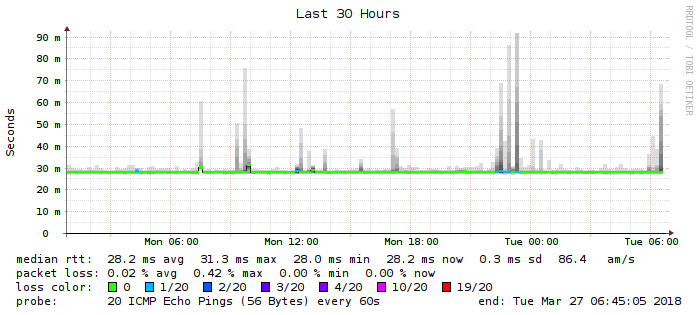 Last 30 Hours
RRDTOOL / TOBI OETIKER
Seconds
90 m
80 m
70 m
60 m
50 m
40 m
30 m
20 m
10 m
0
Mon 06:00 Mon 12:00 Mon 18:00 Tue 00:00 Tue 06:00
median rtt: 28.2 ms avg 31.3 ms max 28.0 ms min 28.2 ms now 0.3 ms sd 86.4 am/s
packet loss: 0.02 % avg 0.42 % max 0.00 % min 0.00 % now
loss color: 0 1/20 2/20 3/20 4/20 10/20 19/20
probe: 20 ICMP Echo Pings (56 Bytes) every 60s end: Tue Mar 27 06:45:05 2018